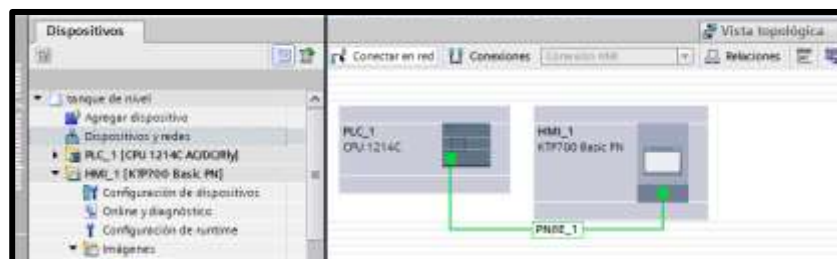 Dispositivos
tanque de nivel
Agregar dispositivo
Dispositivos y redes
PLC_1 [CPU 1214C AC/DC/Rly]
HMI_1 [KTP700 Basic PN]
Configuración de dispositivos
Online y diagnóstico
Configuración de runtime
Imágenes
Vista topológica
Conectar en red
Conexiones
Conexión HMI
Relaciones
PLC_1
CPU 1214C
HMI_1
KTP700 Basic PN
PN/IE_1